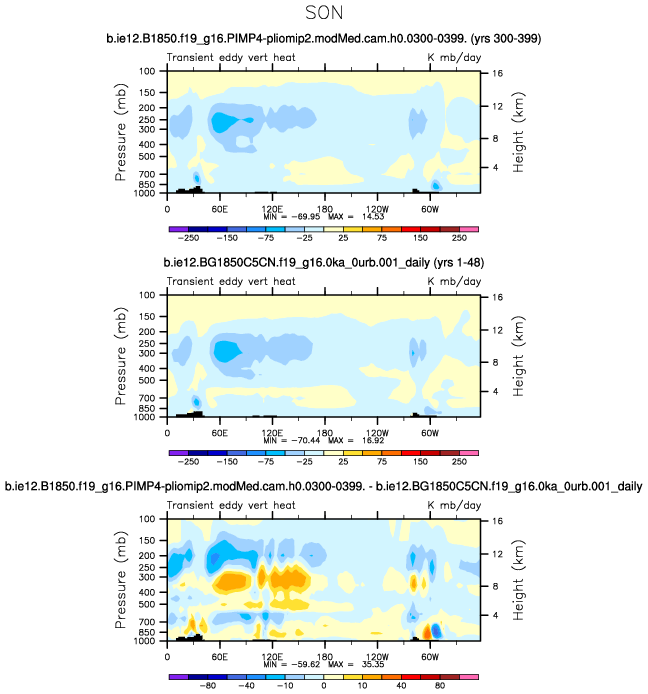 SON
b.ie12.B1850.f19_g16.PIMP4-pliomip2.modMed.cam.h0.0300-0399. (yrs 300-399)
Transient eddy vert heat K mb/day
Pressure (mb)
100
150
200
250
300
400
500
700
850
1000
16
12
8
4
Height (km)
0 60E 120E 180 120W 60W
MIN = -69.95 MAX = 14.53
-250 -150 -75 -25 25 75 150 250
b.ie12.BG1850C5CN.f19_g16.0ka_0urb.001_daily (yrs 1-48)
Transient eddy vert heat K mb/day
Pressure (mb)
100
150
200
250
300
400
500
700
850
1000
16
12
8
4
Height (km)
0 60E 120E 180 120W 60W
MIN = -70.44 MAX = 16.92
-250 -150 -75 -25 25 75 150 250
b.ie12.B1850.f19_g16.PIMP4-pliomip2.modMed.cam.h0.0300-0399. - b.ie12.BG1850C5CN.f19_g16.0ka_0urb.001_daily
Transient eddy vert heat K mb/day
Pressure (mb)
100
150
200
250
300
400
500
700
850
1000
16
12
8
4
Height (km)
0 60E 120E 180 120W 60W
MIN = -59.62 MAX = 35.35
-80 -40 -10 0 10 40 80